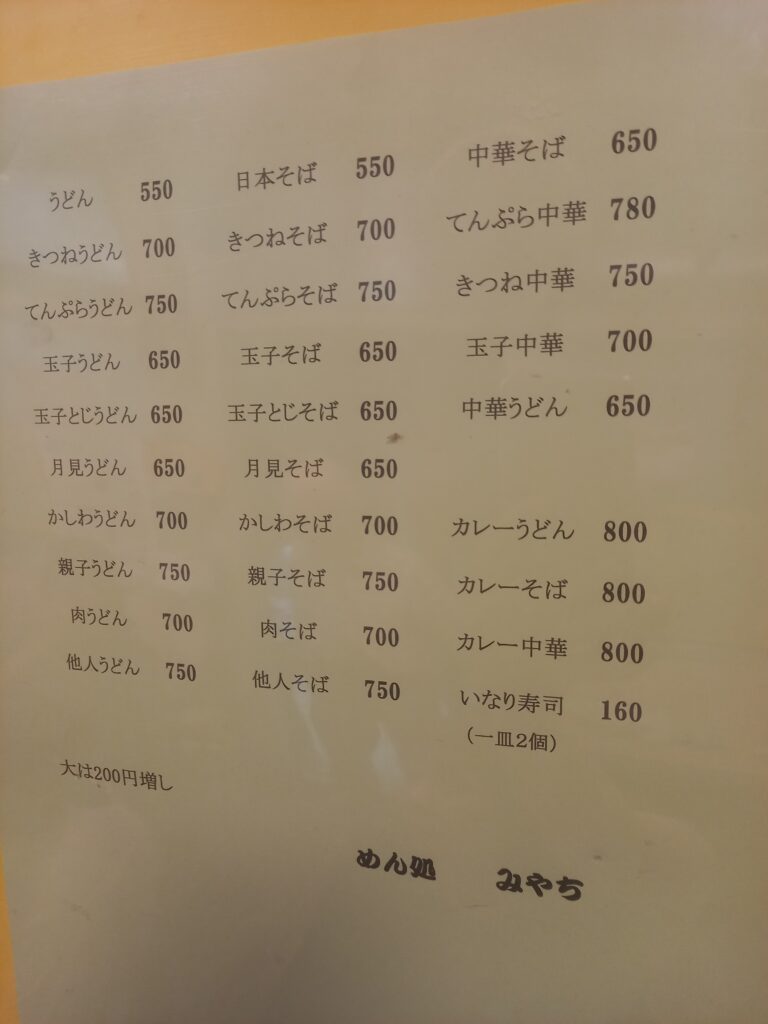 うどん 550
きつねうどん 700
てんぷらうどん 750
玉子うどん 650
玉子とじうどん 650
月見うどん 650
かしわうどん 700
親子うどん 750
肉うどん 700
他人うどん 750
大は200円増し
日本そば 550
きつねそば 700
てんぷらそば 750
玉子そば 650
玉子とじそば 650
月見そば 650
かしわそば 700
親子そば 750
肉そば 700
他人そば 750
中華そば 650
てんぷら中華 780
きつね中華 750
玉子中華 700
中華うどん 650
カレーうどん 800
カレーそば 800
カレー中華 800
いなり寿司 160
(一皿2個)
めん処 みやち